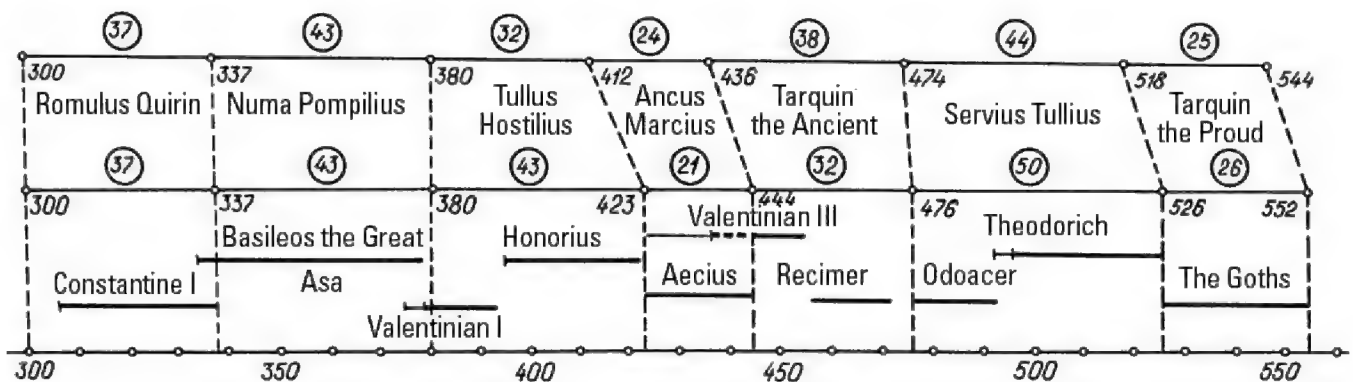 37 43 32 24 38 44 25
300 337 380 412 436 474 518 544
Romulus Quirin Numa Pompilius Tullus Hostilius Ancus Marcius Tarquin the Ancient Servius Tullius Tarquin the Proud
37 43 43 21 32 50 26
300 337 380 423 444 476 526 552
Valentinian III
Basileos the Great Honorius Theodorich
Aecius Recimer Odoacer The Goths
Constantine I Asa
Valentinian I
300 350 400 450 500 550